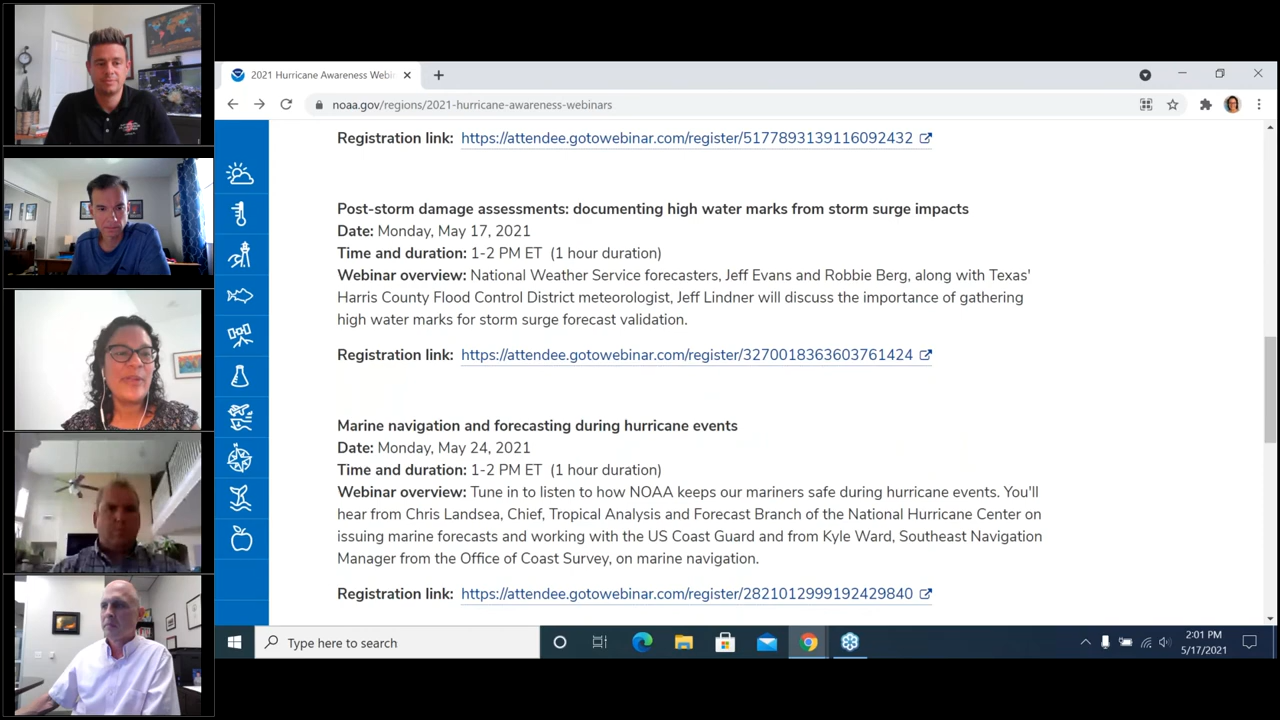 2021 Hurricane Awareness Webi
noaa.gov/regions/2021-hurricane-awareness-webinars
Registration link: https://attendee.gotowebinar.com/register/5177893139116092432
Post-storm damage assessments: documenting high water marks from storm surge impacts
Date: Monday, May 17, 2021
Time and duration: 1-2 PM ET (1 hour duration)
Webinar overview: National Weather Service forecasters, Jeff Evans and Robbie Berg, along with Texas'
Harris County Flood Control District meteorologist, Jeff Lindner will discuss the importance of gathering
high water marks for storm surge forecast validation.
Registration link: https://attendee.gotowebinar.com/register/3270018363603761424
Marine navigation and forecasting during hurricane events
Date: Monday, May 24, 2021
Time and duration: 1-2 PM ET (1 hour duration)
Webinar overview: Tune in to listen to how NOAA keeps our mariners safe during hurricane events. You'll
hear from Chris Landsea, Chief, Tropical Analysis and Forecast Branch of the National Hurricane Center on
issuing marine forecasts and working with the US Coast Guard and from Kyle Ward, Southeast Navigation
Manager from the Office of Coast Survey, on marine navigation.
Registration link: https://attendee.gotowebinar.com/register/2821012999192429840
Type here to search
2:01 PM
5/17/2021